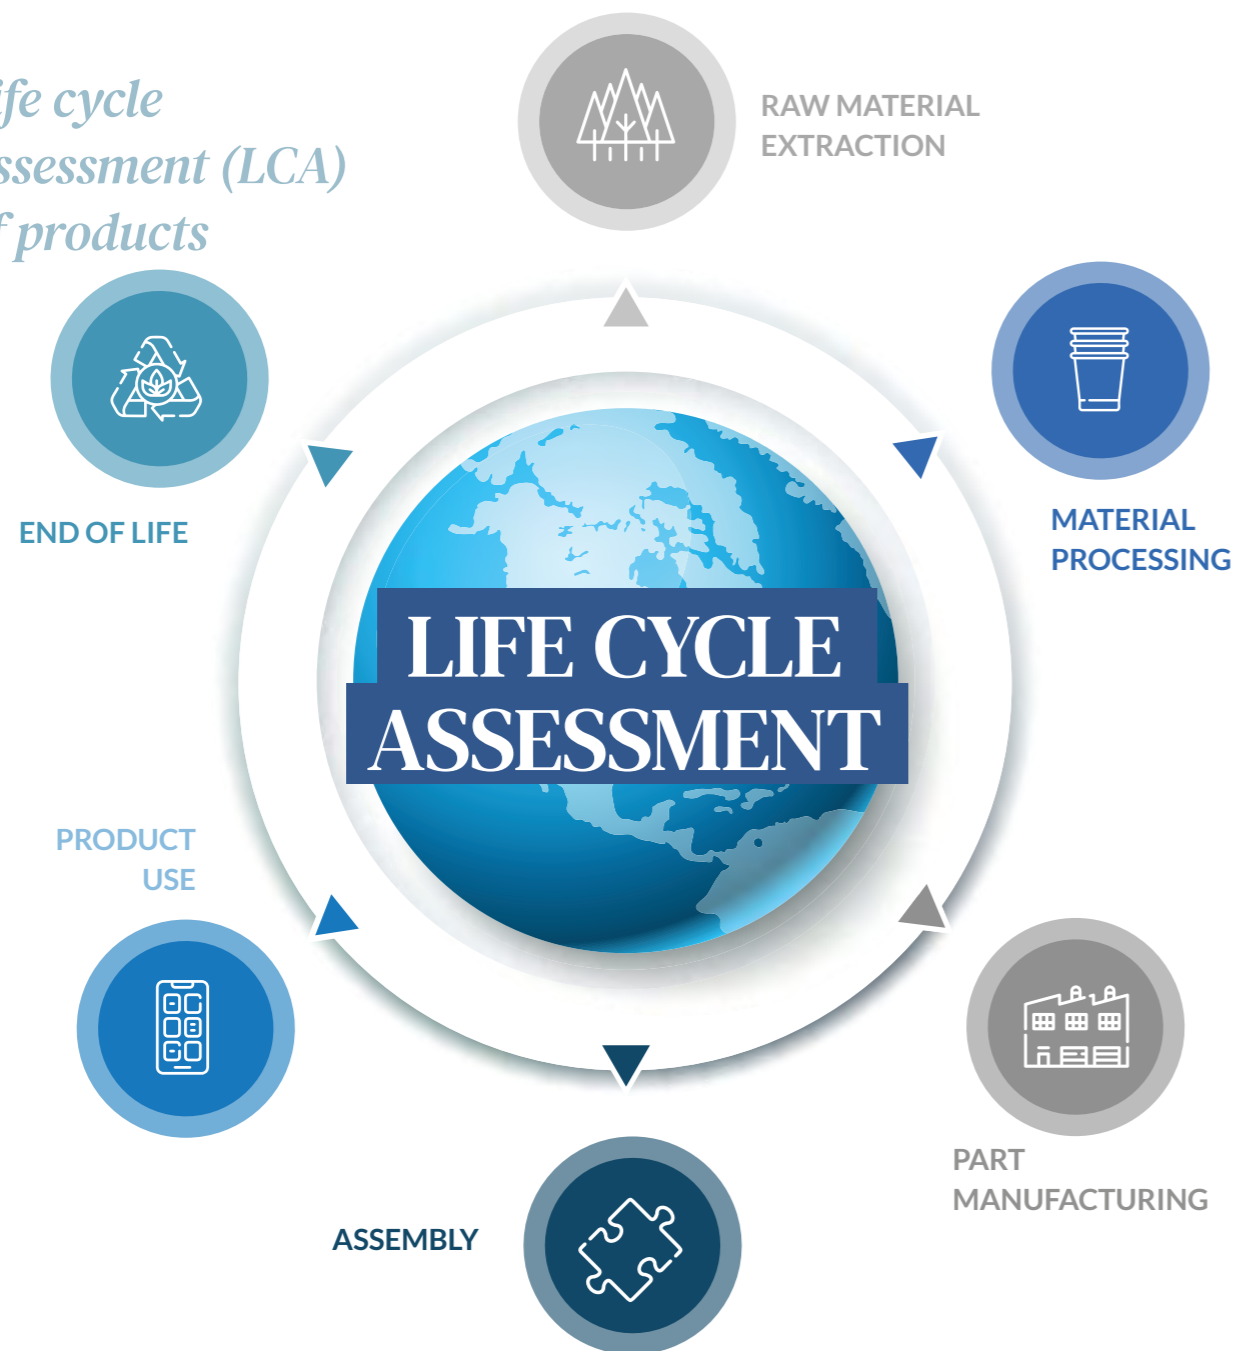 ife cycle
ssessment (LCA)
f products
RAW MATERIAL
EXTRACTION
MATERIAL
PROCESSING
END OF LIFE
LIFE CYCLE
ASSESSMENT
PRODUCT
USE
PART
MANUFACTURING
ASSEMBLY